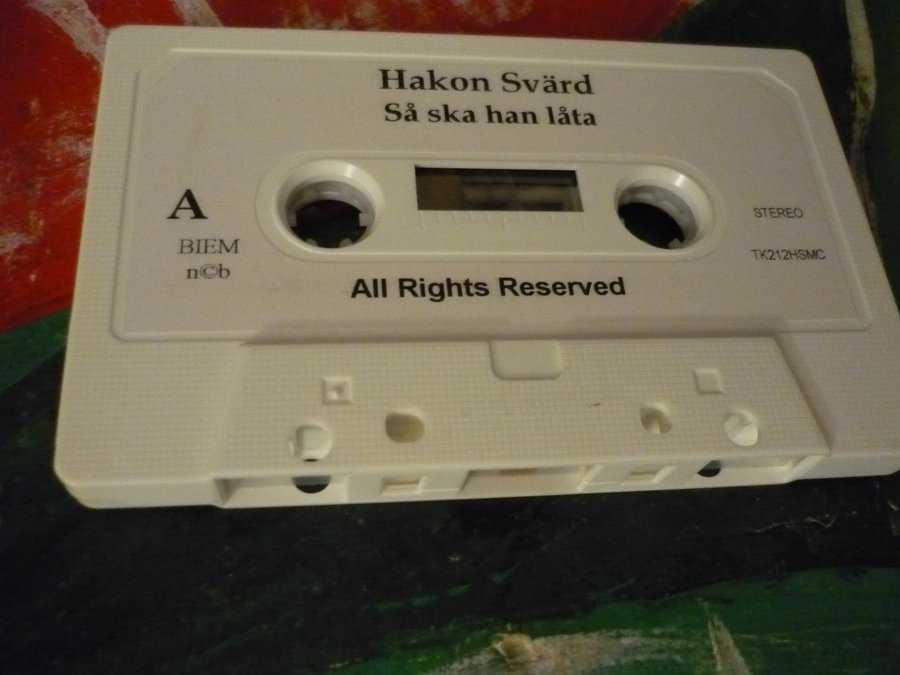 Hakon Svärd
Så ska han låta
A
BIEM
n©b
STEREO
TK212HSMC
All Rights Reserved